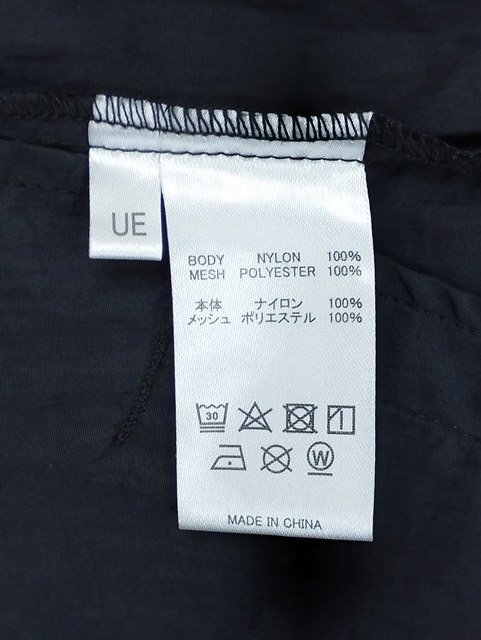 UE
BODY NYLON 100%
MESH POLYESTER 100%
本体 ナイロン 100%
メッシュ ポリエステル 100%
30
W
MADE IN CHINA